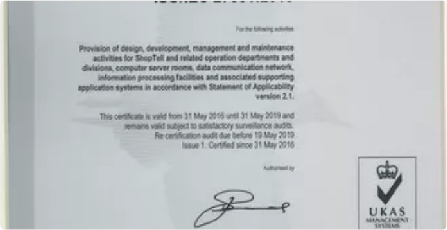 For the following activities
Provision of design, development, management and maintenance
activities for ShopTell and related operation departments and
divisions, computer server rooms, data communication network,
information processing facilities and associated supporting
application systems in accordance with Statement of Applicability
version 2.1.
This certificate is valid from 31 May 2016 until 31 May 2019 and
remains valid subject to satisfactory surveillance audits.
Re certification audit due before 19 May 2019
Issue 1. Certified since 31 May 2016
Authorised by
UKAS
MANAGEMENT
SYSTEMS